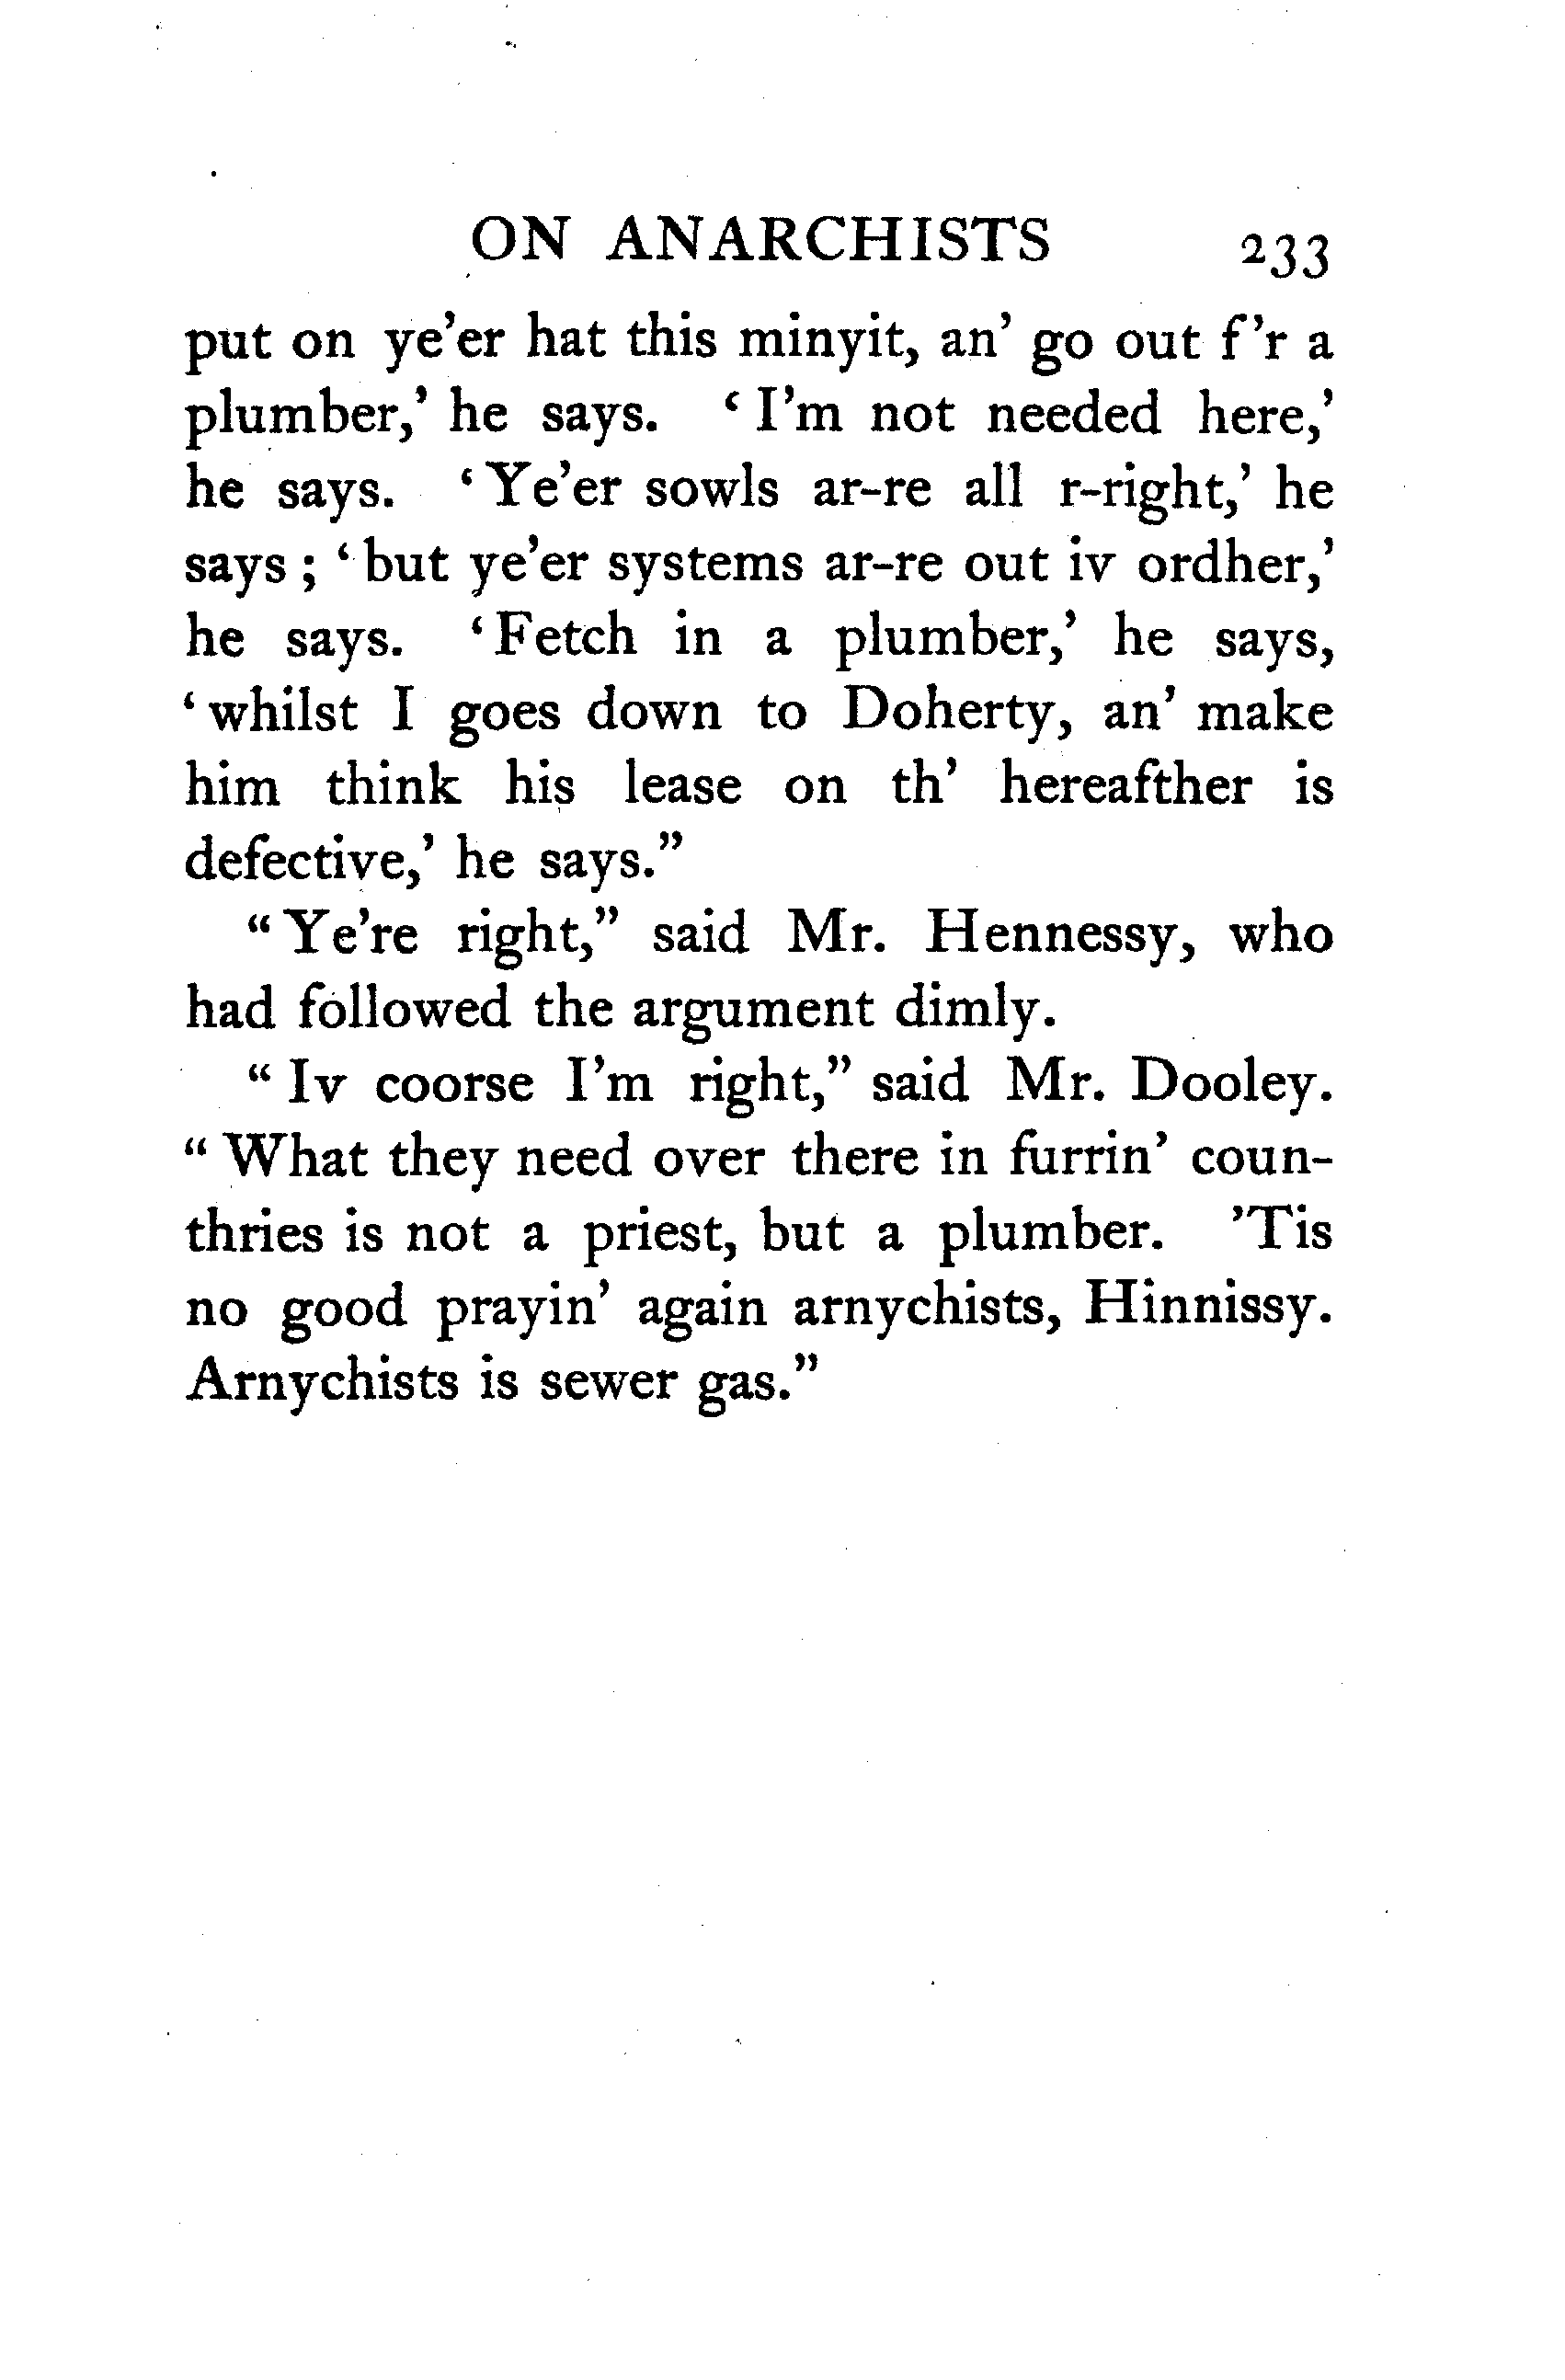 ON ANARCHISTS 233
put on ye'er hat this minyit, an' go out f'r a
plumber,' he says. ‘I'm not needed here,'
he says. ‘Ye'er sowls ar-re all r-right,' he
says; ‘but ye'er systems ar-re out iv ordher,'
he says. ‘Fetch in a plumber,' he says,
‘whilst I goes down to Doherty, an' make
him think his lease on th' hereafther is
defective,' he says.”
“Ye're right,” said Mr. Hennessy, who
had followed the argument dimly.
“Iv coorse I'm right,” said Mr. Dooley.
“What they need over there in furrin' coun-
thries is not a priest, but a plumber. 'Tis
no good prayin' again arnychists, Hinnissy.
Arnychists is sewer gas.”